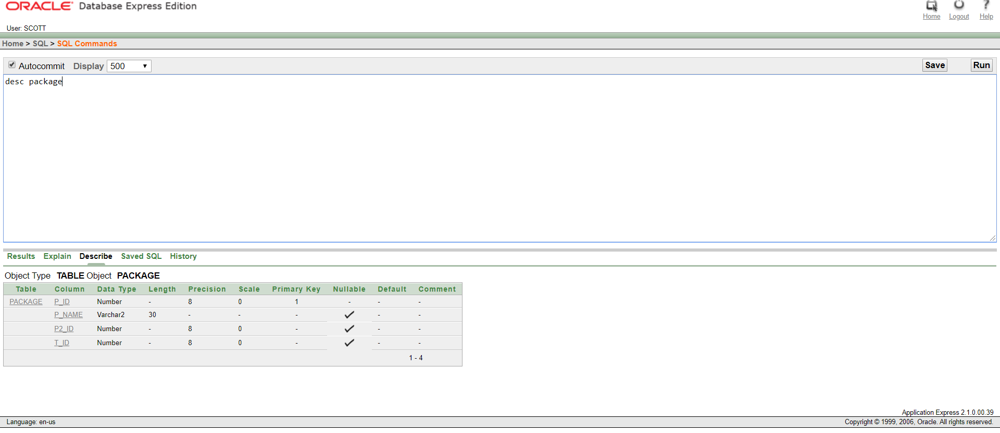 ORACLE® Database Express Edition
Home Logout Help
User: SCOTT
Home > SQL > SQL Commands
Autocommit Display 500 Save Run
desc package
Results Explain Describe Saved SQL History
Object Type TABLE Object PACKAGE
Table Column Data Type Length Precision Scale Primary Key Nullable Default Comment
PACKAGE P_ID Number - 8 0 1 - - -
P_NAME Varchar2 30 - - - - -
P2_ID Number - 8 0 - - -
T_ID Number - 8 0 - - -
1 - 4
Application Express 2.1.0.00.39
Language: en-us Copyright © 1999, 2006, Oracle. All rights reserved.